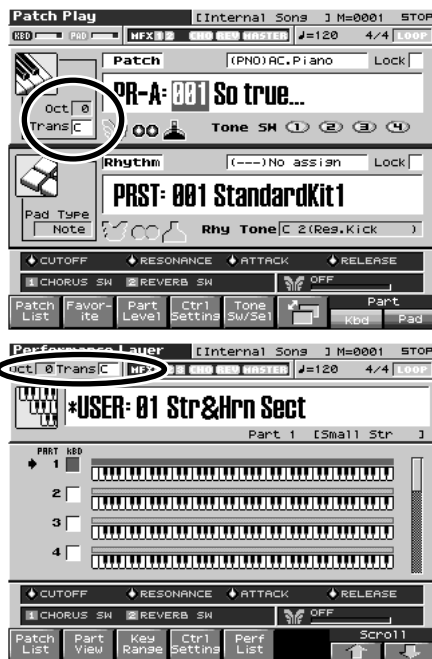 Patch Play [Internal Song ] M=0001 STOP
KBD PAD MFX 1 2 CHO REV MASTER ♩=120 4/4 LOOP
Patch (PNO)AC.Piano Lock
PR-A: 001 So true...
Oct 0
Trans C
Tone SW 1 2 3 4
Rhythm (---)No assign Lock
PRST: 001 StandardKit1
Pad Type
Note
Rhy Tone C 2(Reg.Kick )
CUTOFF RESONANCE ATTACK RELEASE
1 CHORUS SW 2 REVERB SW OFF
Patch List Favor-ite Part Level Ctrl Setting Tone Sw/Sel Part Kbd Pad
Performance Layer [Internal Song ] M=0001 STOP
Oct 0 Trans C CHO REV MASTER ♩=120 4/4 LOOP
*USER: 01 Str&Hrn Sect
Part 1 [Small Str ]
PART KBD
1
2
3
4
CUTOFF RESONANCE ATTACK RELEASE
1 CHORUS SW 2 REVERB SW OFF
Patch List Part View Key Range Ctrl Setting Perf List Scroll